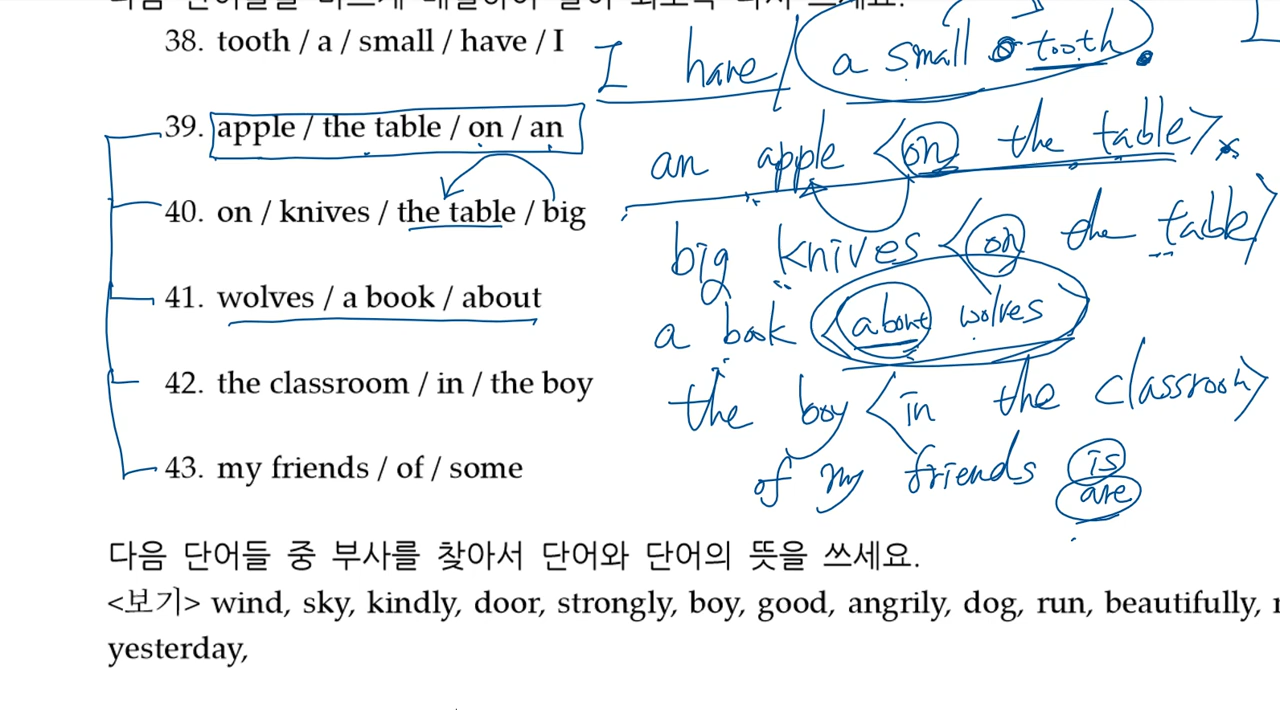 38. tooth / a / small / have / I
I have / a small tooth.
39. apple / the table / on / an
an apple <on the table>
40. on / knives / the table / big
big knives <on the table>
41. wolves / a book / about
a book <about wolves
42. the classroom / in / the boy
the boy <in the classroom>
43. my friends / of / some
of my friends is
are
다음 단어들 중 부사를 찾아서 단어와 단어의 뜻을 쓰세요.
<보기> wind, sky, kindly, door, strongly, boy, good, angrily, dog, run, beautifully,
yesterday,